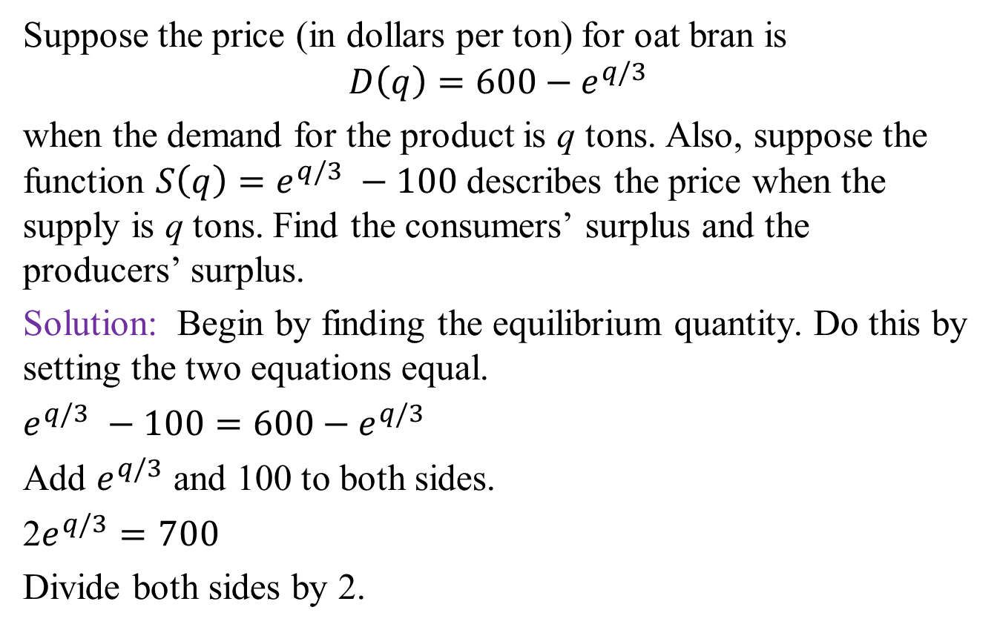 Suppose the price (in dollars per ton) for oat bran is
D(q) = 600 − e^{q/3}
when the demand for the product is q tons. Also, suppose the
function S(q) = e^{q/3} − 100 describes the price when the
supply is q tons. Find the consumers’ surplus and the
producers’ surplus.
Solution: Begin by finding the equilibrium quantity. Do this by
setting the two equations equal.
e^{q/3} − 100 = 600 − e^{q/3}
Add e^{q/3} and 100 to both sides.
2e^{q/3} = 700
Divide both sides by 2.